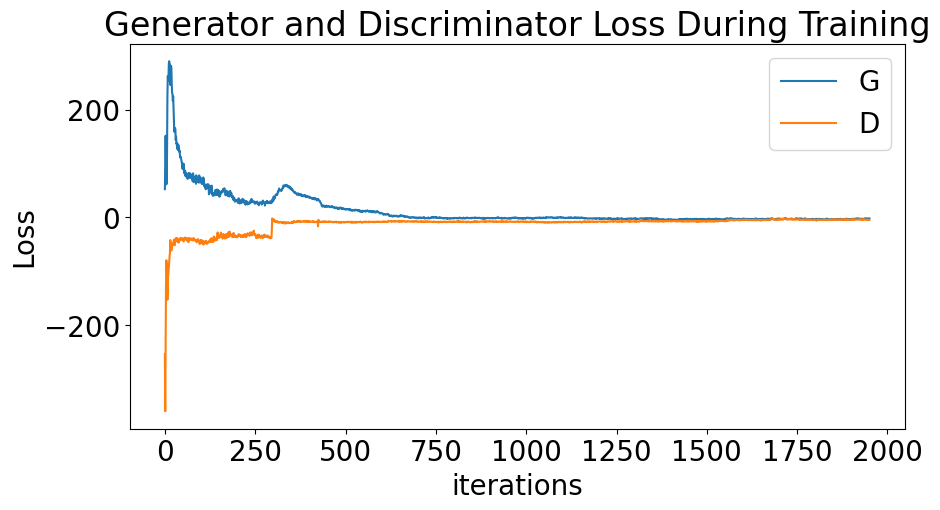 Generator and Discriminator Loss During Training
G
D
Loss
200
0
−200
0 250 500 750 1000 1250 1500 1750 2000
iterations